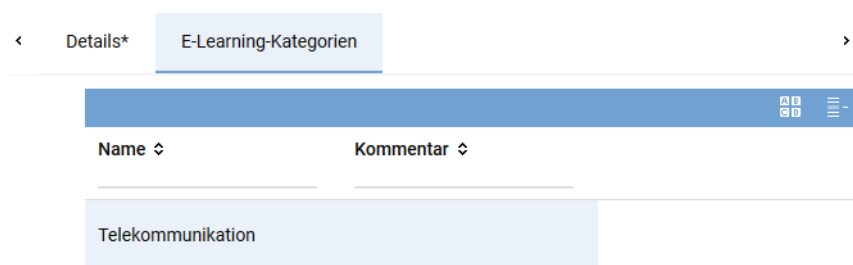 Details* E-Learning-Kategorien
A B
C D
Name Kommentar
Telekommunikation